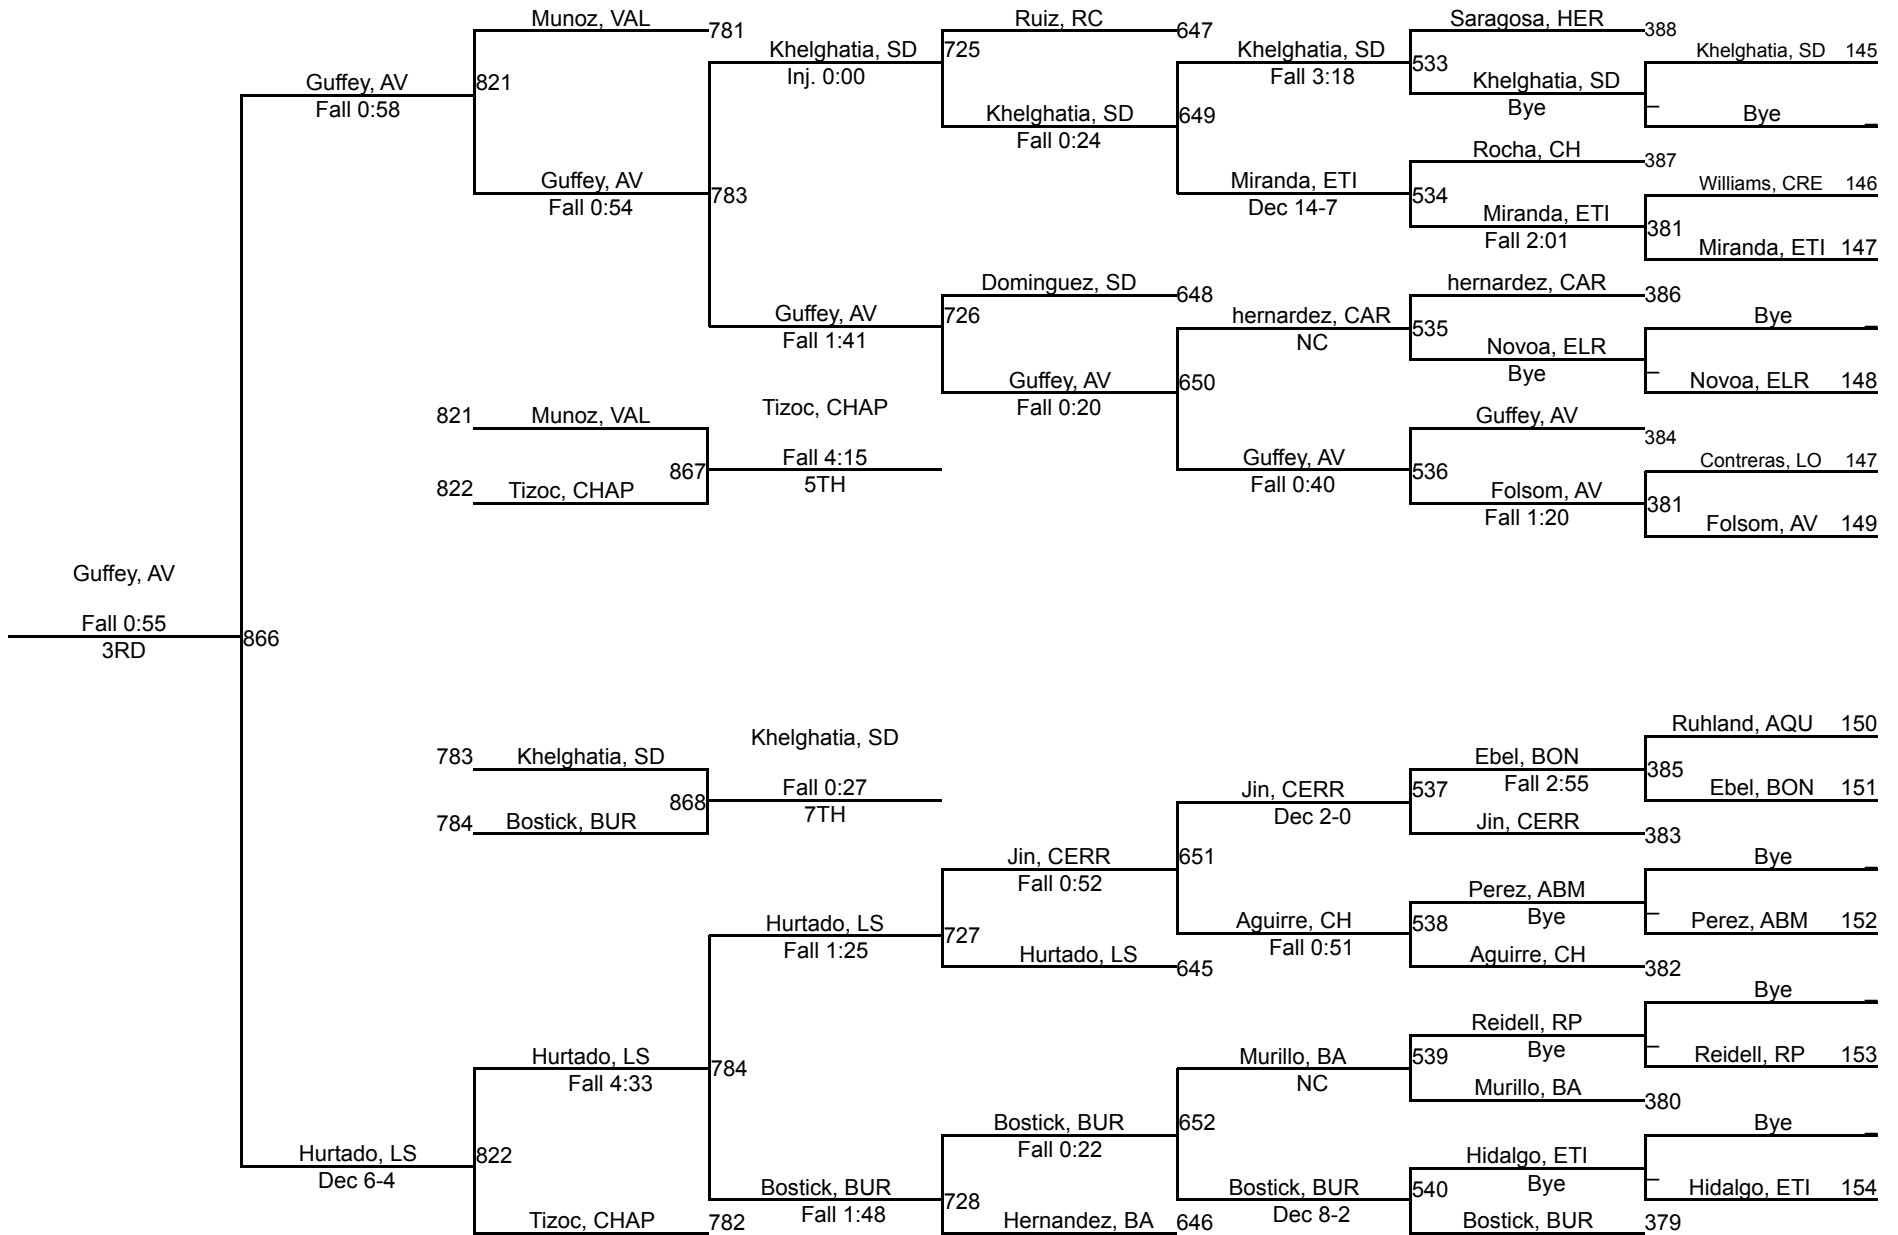 Munoz, VAL
781
Ruiz, RC
647
Saragosa, HER
388
Khelghatia, SD
Inj. 0:00
725
Khelghatia, SD
Fall 3:18
533
Khelghatia, SD 145
Guffey, AV
Fall 0:58
821
Khelghatia, SD
Bye
_
Bye _
Khelghatia, SD
Fall 0:24
649
Rocha, CH
387
Guffey, AV
Fall 0:54
783
Miranda, ETI
Dec 14-7
534
Williams, CRE 146
Miranda, ETI
Fall 2:01
381
Miranda, ETI 147
Dominguez, SD
648
hernardez, CAR
386
Guffey, AV
Fall 1:41
726
hernardez, CAR
NC
535
Bye _
Novoa, ELR
Bye
_
Novoa, ELR 148
Guffey, AV
Fall 0:20
650
821 Munoz, VAL
Tizoc, CHAP
Guffey, AV
384
867
Fall 4:15
5TH
Guffey, AV
Fall 0:40
536
Contreras, LO 147
822 Tizoc, CHAP
Folsom, AV
Fall 1:20
381
Folsom, AV 149
Guffey, AV
Fall 0:55
3RD
866
Ruhland, AQU 150
783 Khelghatia, SD
Khelghatia, SD
Ebel, BON
Fall 2:55
385
868
Fall 0:27
7TH
Jin, CERR
Dec 2-0
537
Ebel, BON 151
784 Bostick, BUR
Jin, CERR
383
Jin, CERR
Fall 0:52
651
Bye _
Perez, ABM
Bye
_
Hurtado, LS
Fall 1:25
727
Aguirre, CH
Fall 0:51
538
Perez, ABM 152
Hurtado, LS
645
Aguirre, CH
382
Bye _
Reidell, RP
Bye
_
Hurtado, LS
Fall 4:33
784
Murillo, BA
NC
539
Reidell, RP 153
Murillo, BA
380
Bostick, BUR
Fall 0:22
652
Bye _
Hurtado, LS
Dec 6-4
822
Hidalgo, ETI
Bye
_
Bostick, BUR
Fall 1:48
728
Bostick, BUR
Dec 8-2
540
Hidalgo, ETI 154
Tizoc, CHAP
782
Hernandez, BA
646
Bostick, BUR
379